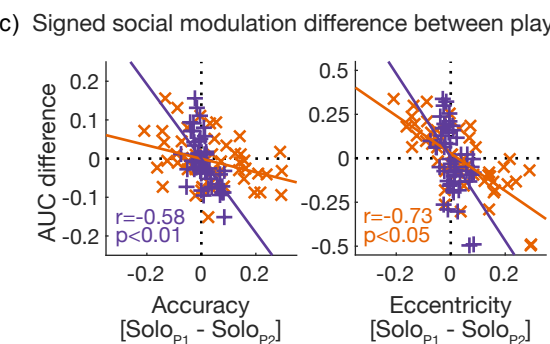 c) Signed social modulation difference between play
0.2
0.1
0
-0.1
-0.2
AUC difference
r=-0.58
p<0.01
-0.2 0 0.2
Accuracy
[Solo_P1 - Solo_P2]
0.5
0.25
0
-0.25
-0.5
r=-0.73
p<0.05
-0.2 0 0.2
Eccentricity
[Solo_P1 - Solo_P2]